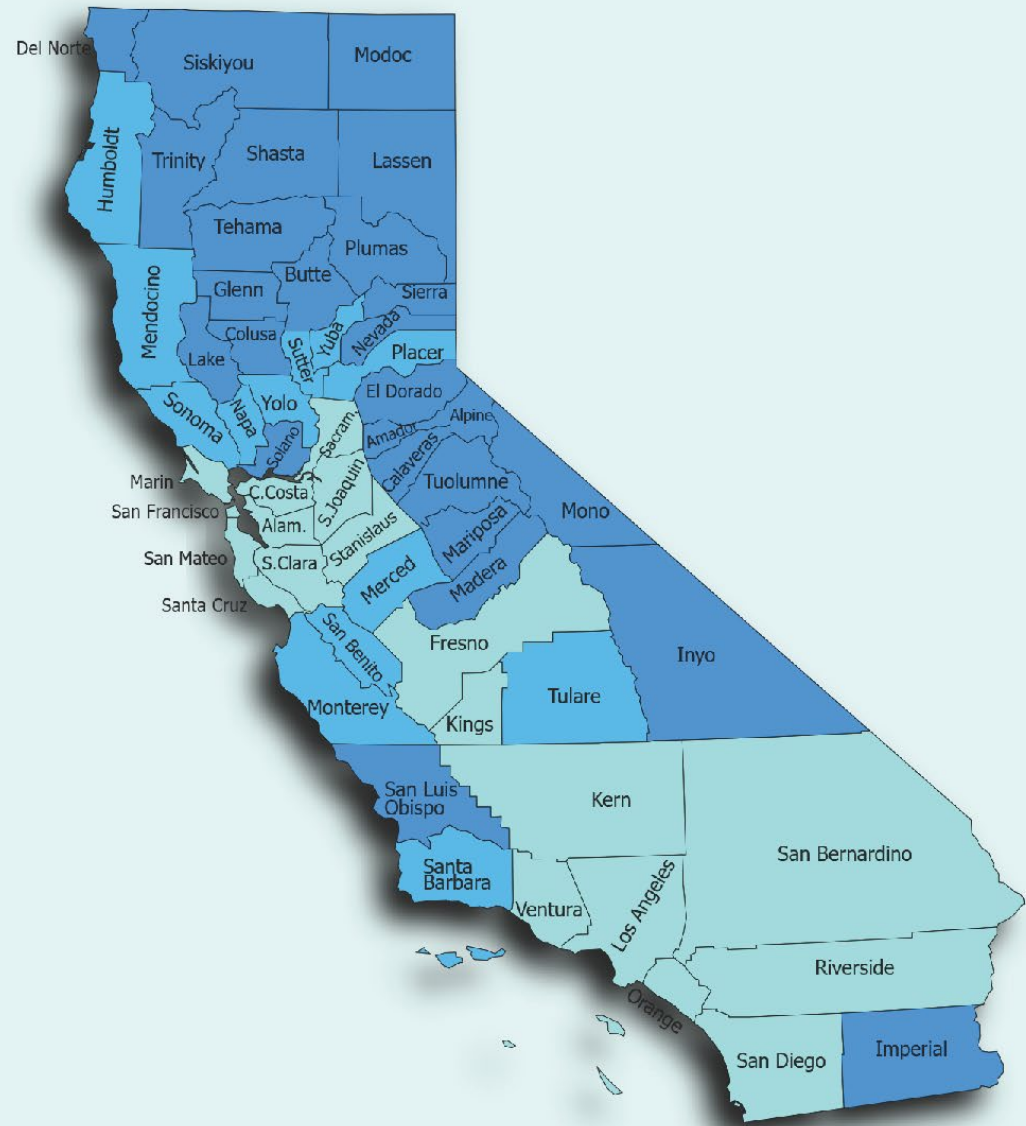 Del Norte
Siskiyou
Modoc
Humboldt
Trinity
Shasta
Lassen
Tehama
Plumas
Mendocino
Glenn
Butte
Sierra
Colusa
Lake
Sutter
Yuba
Nevada
Placer
Sonoma
Napa
Yolo
El Dorado
Alpine
Solano
Sacram.
Amador
Calaveras
Marin
C.Costa
S.Joaquin
Tuolumne
Mono
San Francisco
Alam.
Stanislaus
Mariposa
San Mateo
S.Clara
Merced
Madera
Santa Cruz
San Benito
Fresno
Inyo
Monterey
Kings
Tulare
San Luis
Obispo
Kern
San Bernardino
Santa
Barbara
Ventura
Los Angeles
Riverside
Orange
San Diego
Imperial